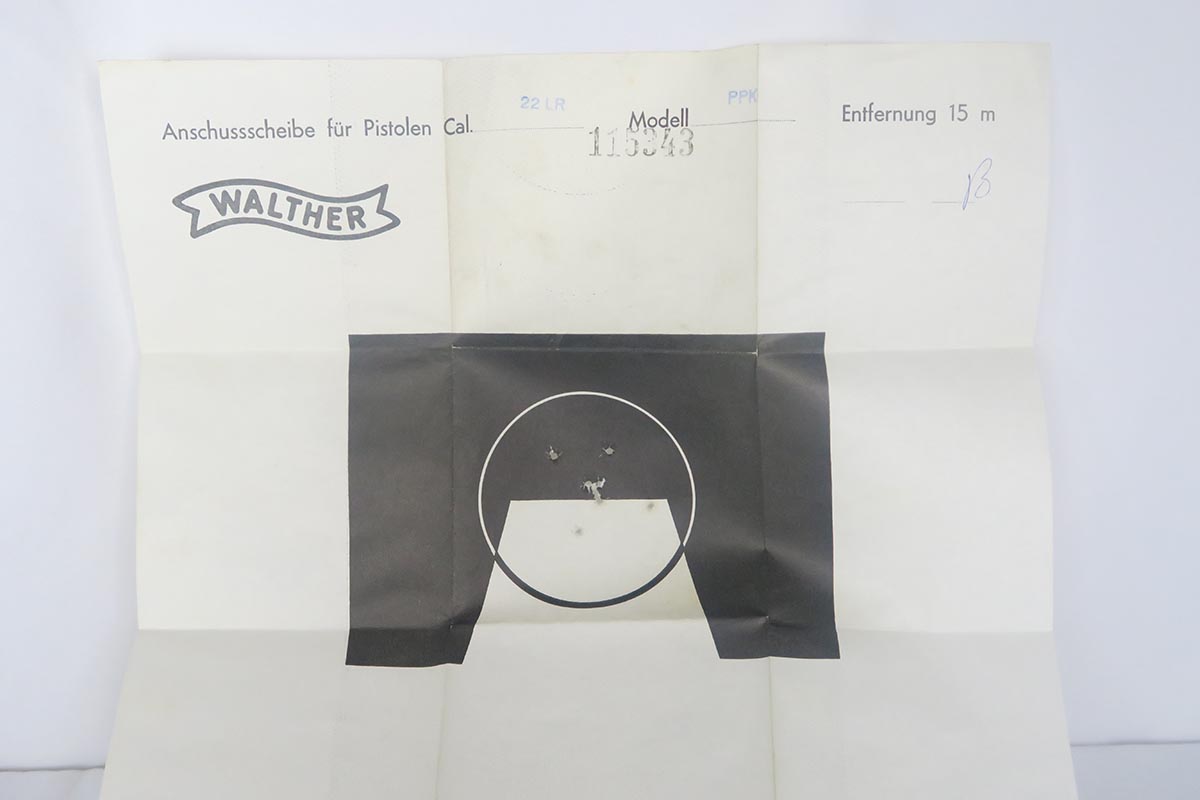 Anschussscheibe für Pistolen Cal. 22 LR Modell PPK Entfernung 15 m
115343
WALTHER